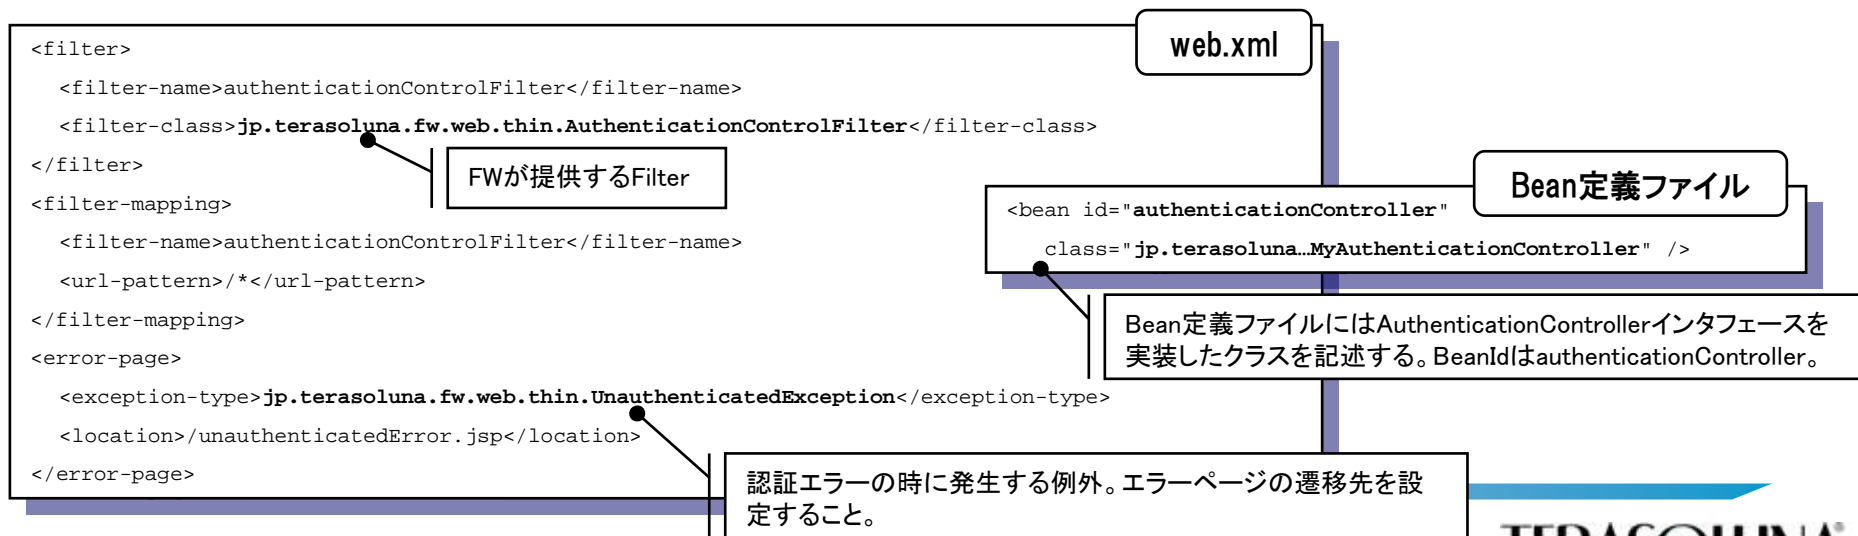 web.xml
<filter>
<filter-name>authenticationControlFilter</filter-name>
<filter-class>jp.terasoluna.fw.web.thin.AuthenticationControlFilter</filter-class>
</filter>
FWが提供するFilter
<filter-mapping>
<filter-name>authenticationControlFilter</filter-name>
<url-pattern>/*</url-pattern>
</filter-mapping>
<error-page>
<exception-type>jp.terasoluna.fw.web.thin.UnauthenticatedException</exception-type>
<location>/unauthenticatedError.jsp</location>
</error-page>
認証エラーの時に発生する例外。エラーページの遷移先を設
定すること。
Bean定義ファイル
<bean id="authenticationController"
class="jp.terasoluna…MyAuthenticationController" />
Bean定義ファイルにはAuthenticationControllerインタフェースを
実装したクラスを記述する。BeanIdはauthenticationController。
TERASOLUNA®